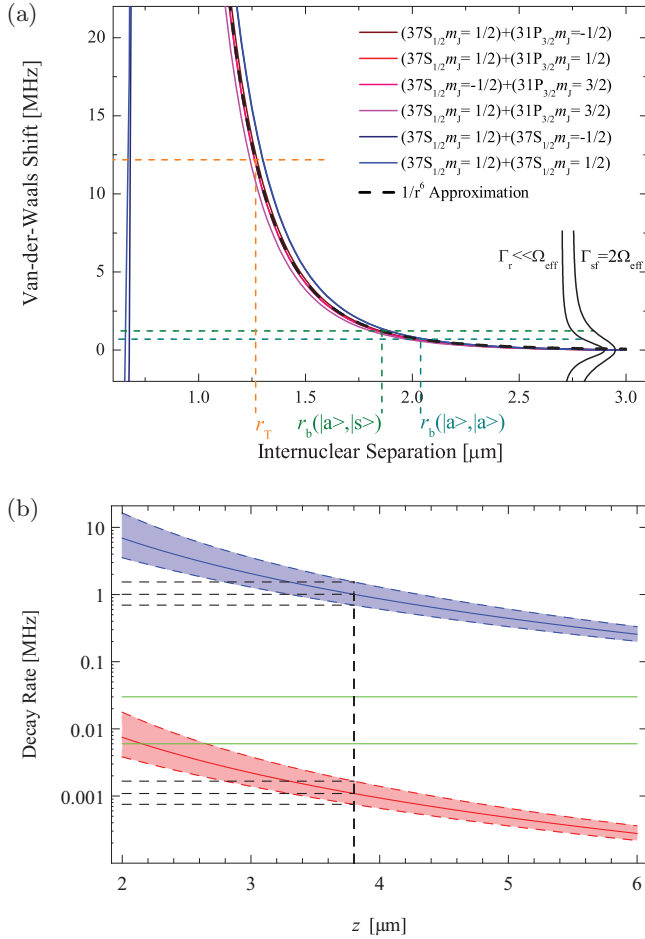 (a)
20
15
10
5
0
Van-der-Waals Shift [MHz]
(37S1/2mJ= 1/2)+(31P3/2mJ=-1/2)
(37S1/2mJ= 1/2)+(31P3/2mJ= 1/2)
(37S1/2mJ=-1/2)+(31P3/2mJ= 3/2)
(37S1/2mJ= 1/2)+(31P3/2mJ= 3/2)
(37S1/2mJ= 1/2)+(37S1/2mJ=-1/2)
(37S1/2mJ= 1/2)+(37S1/2mJ= 1/2)
1/r⁶ Approximation
Γr<<Ωeff Γsf=2Ωeff
1.0 1.5 2.0 2.5 3.0
rT rb(|a>,|s>) rb(|a>,|a>)
Internuclear Separation [μm]
(b)
10
1
0.1
0.01
0.001
Decay Rate [MHz]
2 3 4 5 6
z [μm]